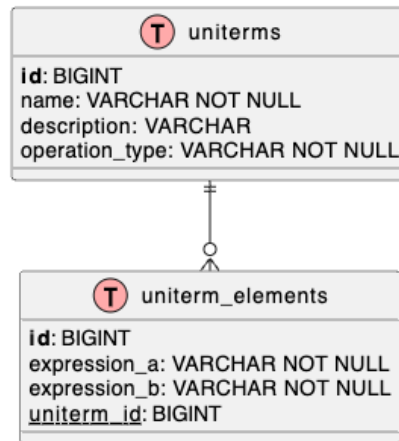 T uniterms
id: BIGINT
name: VARCHAR NOT NULL
description: VARCHAR
operation_type: VARCHAR NOT NULL
T uniterm_elements
id: BIGINT
expression_a: VARCHAR NOT NULL
expression_b: VARCHAR NOT NULL
uniterm_id: BIGINT